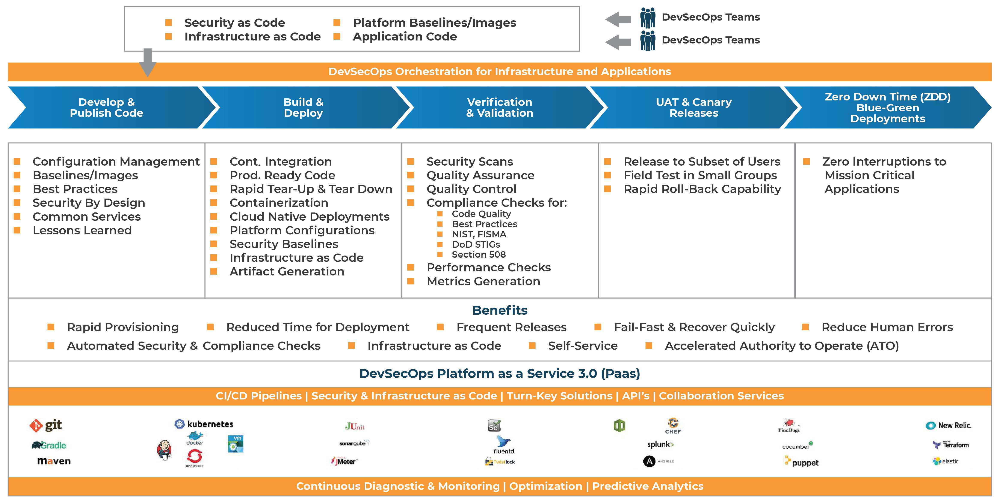 Security as Code
Infrastructure as Code
Platform Baselines/Images
Application Code
DevSecOps Teams
DevSecOps Teams
DevSecOps Orchestration for Infrastructure and Applications
Develop &
Publish Code
Build &
Deploy
Verification
& Validation
UAT & Canary
Releases
Zero Down Time (ZDD)
Blue-Green
Deployments
Configuration Management
Baselines/Images
Best Practices
Security By Design
Common Services
Lessons Learned
Cont. Integration
Prod. Ready Code
Rapid Tear-Up & Tear Down
Containerization
Cloud Native Deployments
Platform Configurations
Security Baselines
Infrastructure as Code
Artifact Generation
Security Scans
Quality Assurance
Quality Control
Compliance Checks for:
Code Quality
Best Practices
NIST, FISMA
DoD STIGs
Section 508
Performance Checks
Metrics Generation
Release to Subset of Users
Field Test in Small Groups
Rapid Roll-Back Capability
Zero Interruptions to
Mission Critical
Applications
Benefits
Rapid Provisioning
Reduced Time for Deployment
Frequent Releases
Fail-Fast & Recover Quickly
Reduce Human Errors
Automated Security & Compliance Checks
Infrastructure as Code
Self-Service
Accelerated Authority to Operate (ATO)
DevSecOps Platform as a Service 3.0 (Paas)
CI/CD Pipelines | Security & Infrastructure as Code | Turn-Key Solutions | API's | Collaboration Services
git
Gradle
maven
kubernetes
docker
vm
OPENSHIFT
JUnit
sonarqube
JMeter™
Se
fluentd
Twistlock
CHEF
splunk>
A ANSIBLE
FindBugs
cucumber
puppet
New Relic.
Terraform
elastic
Continuous Diagnostic & Monitoring | Optimization | Predictive Analytics